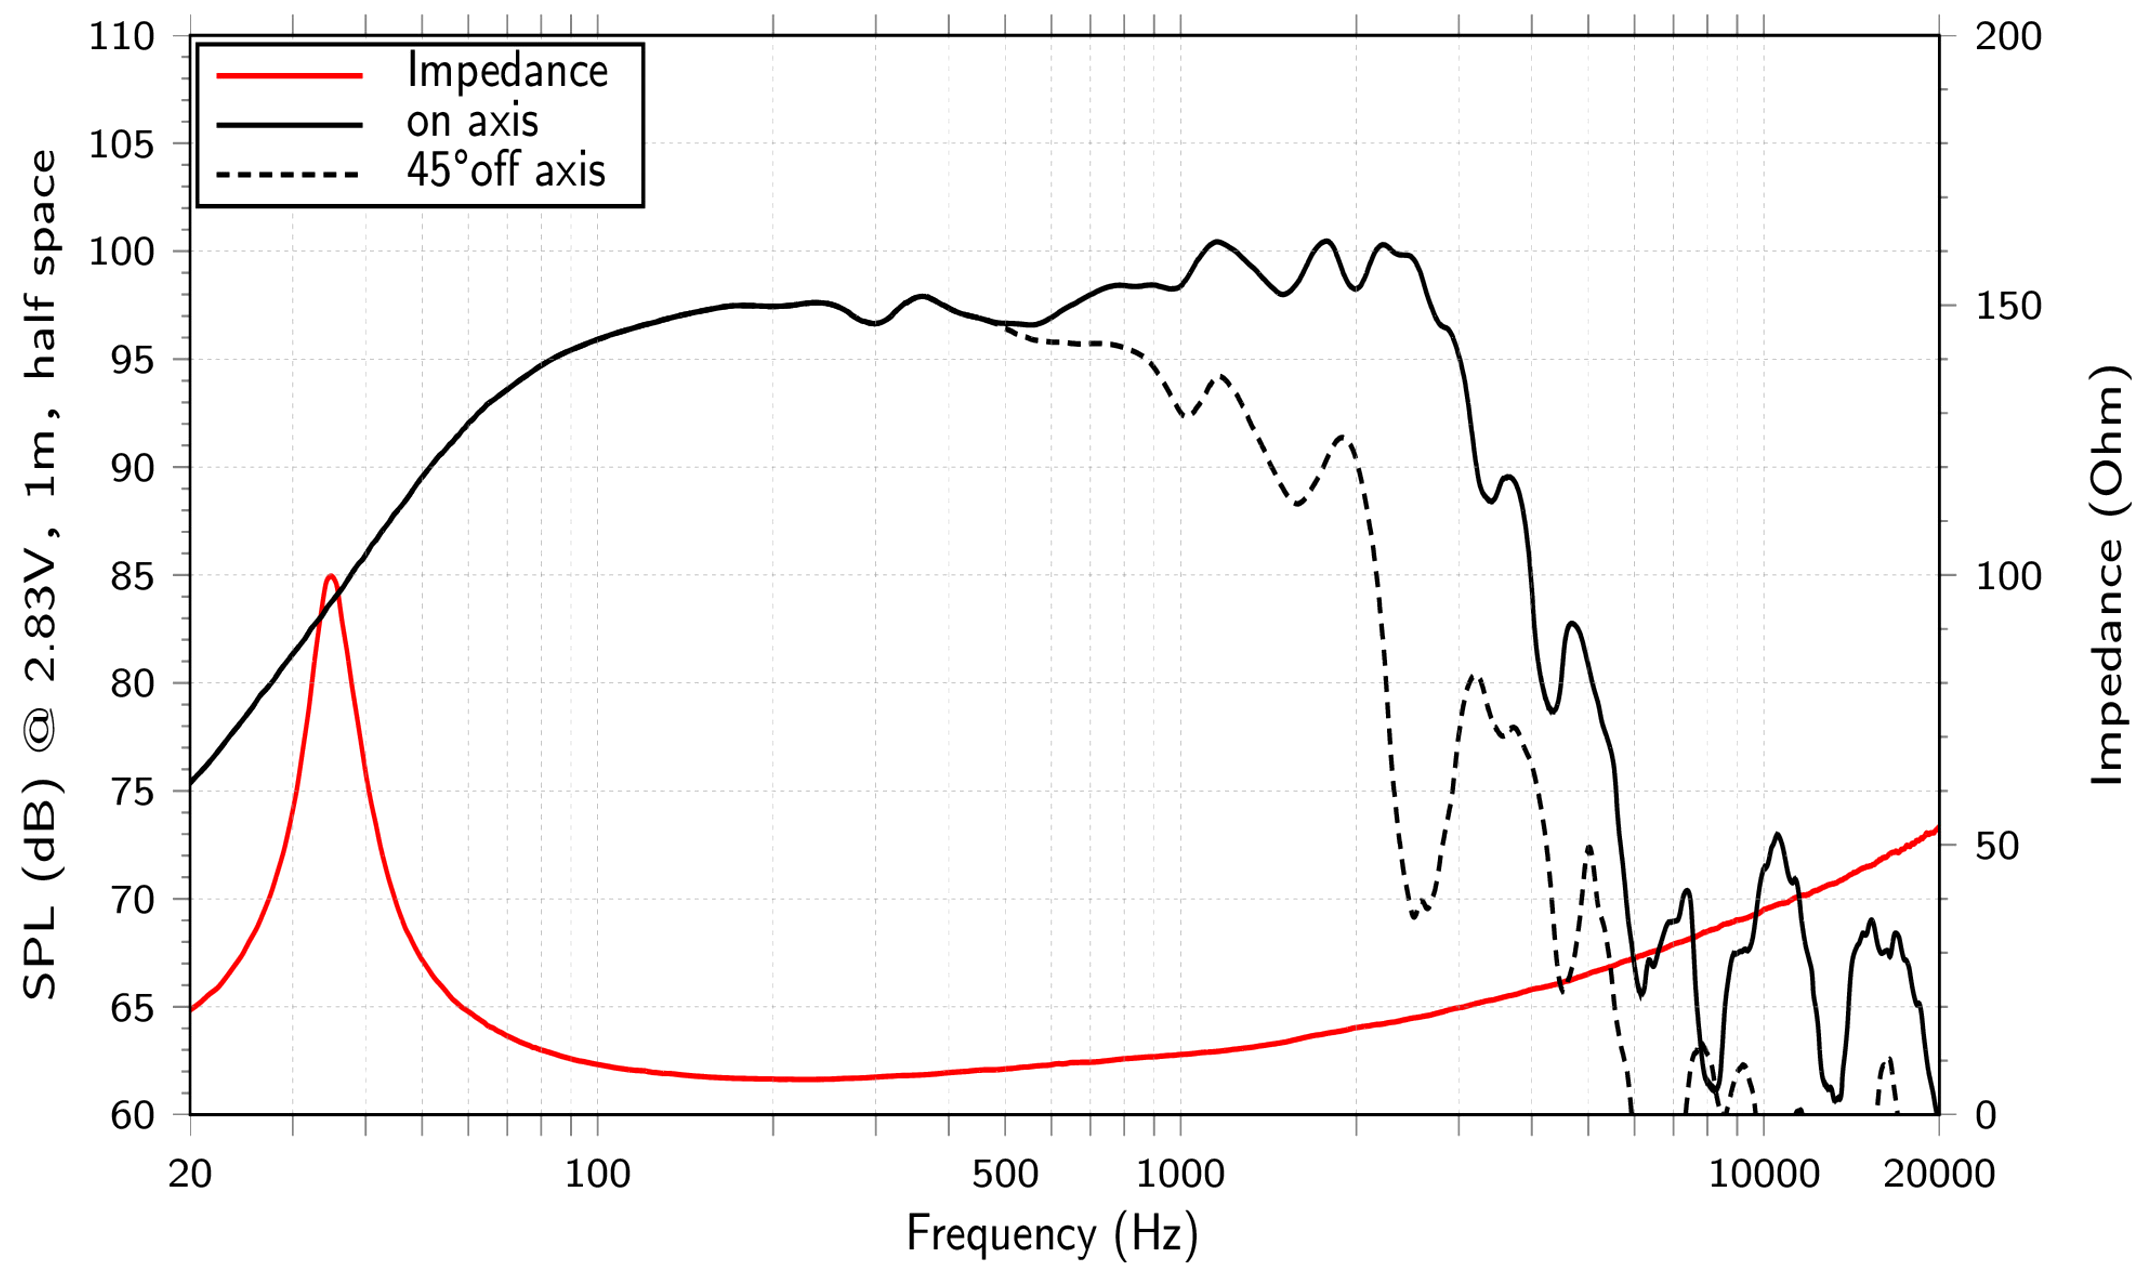 Impedance
on axis
45°off axis
110
105
100
95
90
85
80
75
70
65
60
SPL (dB) @ 2.83V, 1m, half space
200
150
100
50
0
Impedance (Ohm)
20 100 500 1000 10000 20000
Frequency (Hz)